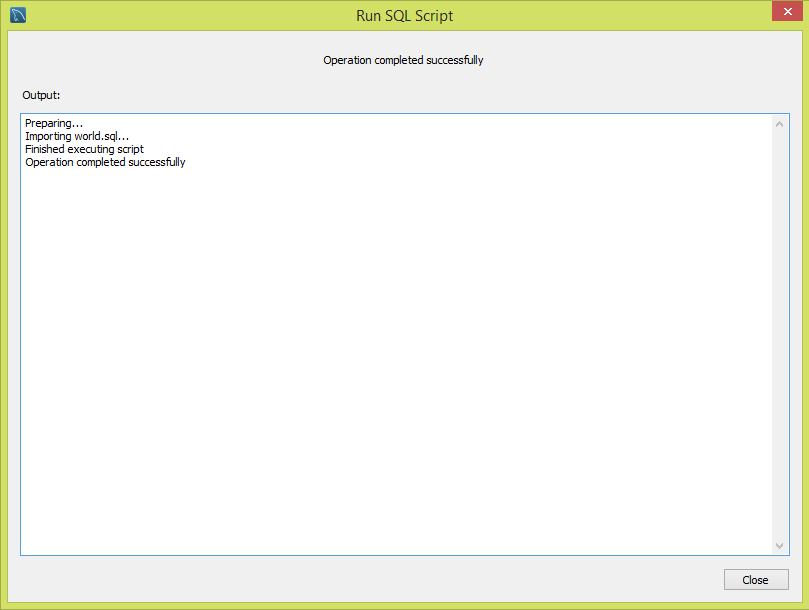 Run SQL Script
Operation completed successfully
Output:
Preparing...
Importing world.sql...
Finished executing script
Operation completed successfully
Close